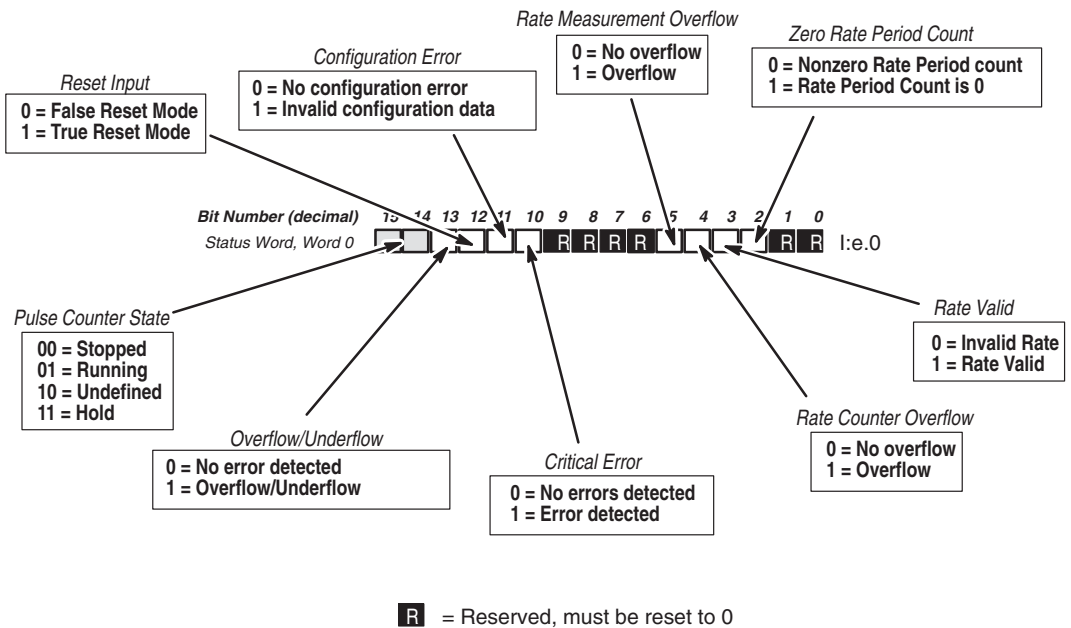 Rate Measurement Overflow
0 = No overflow
1 = Overflow
Zero Rate Period Count
0 = Nonzero Rate Period count
1 = Rate Period Count is 0
Configuration Error
0 = No configuration error
1 = Invalid configuration data
Reset Input
0 = False Reset Mode
1 = True Reset Mode
Bit Number (decimal) 15 14 13 12 11 10 9 8 7 6 5 4 3 2 1 0
Status Word, Word 0 R R R R R R I:e.0
Pulse Counter State
00 = Stopped
01 = Running
10 = Undefined
11 = Hold
Rate Valid
0 = Invalid Rate
1 = Rate Valid
Overflow/Underflow
0 = No error detected
1 = Overflow/Underflow
Critical Error
0 = No errors detected
1 = Error detected
Rate Counter Overflow
0 = No overflow
1 = Overflow
R = Reserved, must be reset to 0